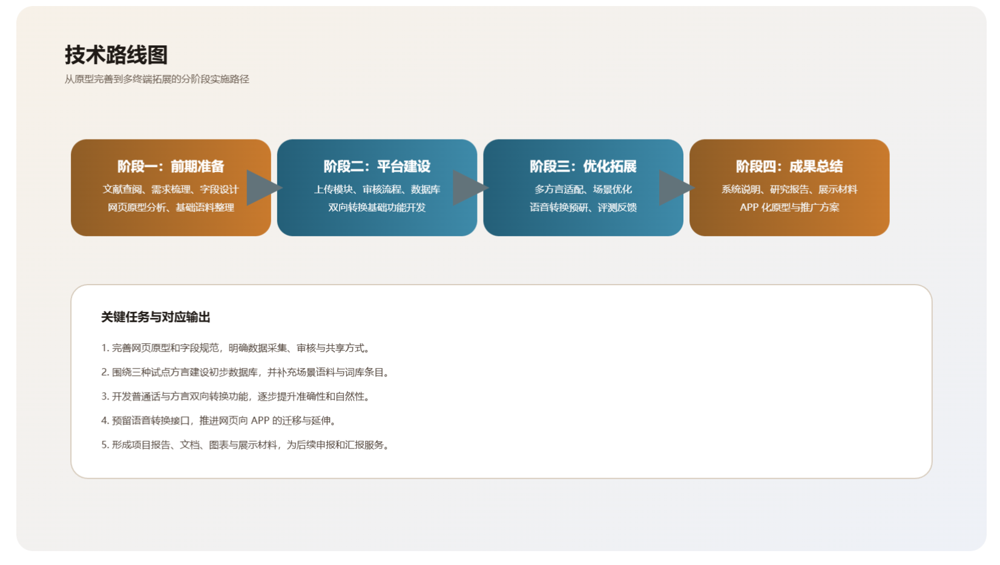 技术路线图
从原型完善到多终端拓展的分阶段实施路径
阶段一：前期准备
文献查阅、需求梳理、字段设计
网页原型分析、基础语料整理
阶段二：平台建设
上传模块、审核流程、数据库
双向转换基础功能开发
阶段三：优化拓展
多方言适配、场景优化
语音转换预研、评测反馈
阶段四：成果总结
系统说明、研究报告、展示材料
APP 化原型与推广方案
关键任务与对应输出
1. 完善网页原型和字段规范，明确数据采集、审核与共享方式。
2. 围绕三种试点方言建设初步数据库，并补充场景语料与词库条目。
3. 开发普通话与方言双向转换功能，逐步提升准确性和自然性。
4. 预留语音转换接口，推进网页向 APP 的迁移与延伸。
5. 形成项目报告、文档、图表与展示材料，为后续申报和汇报服务。